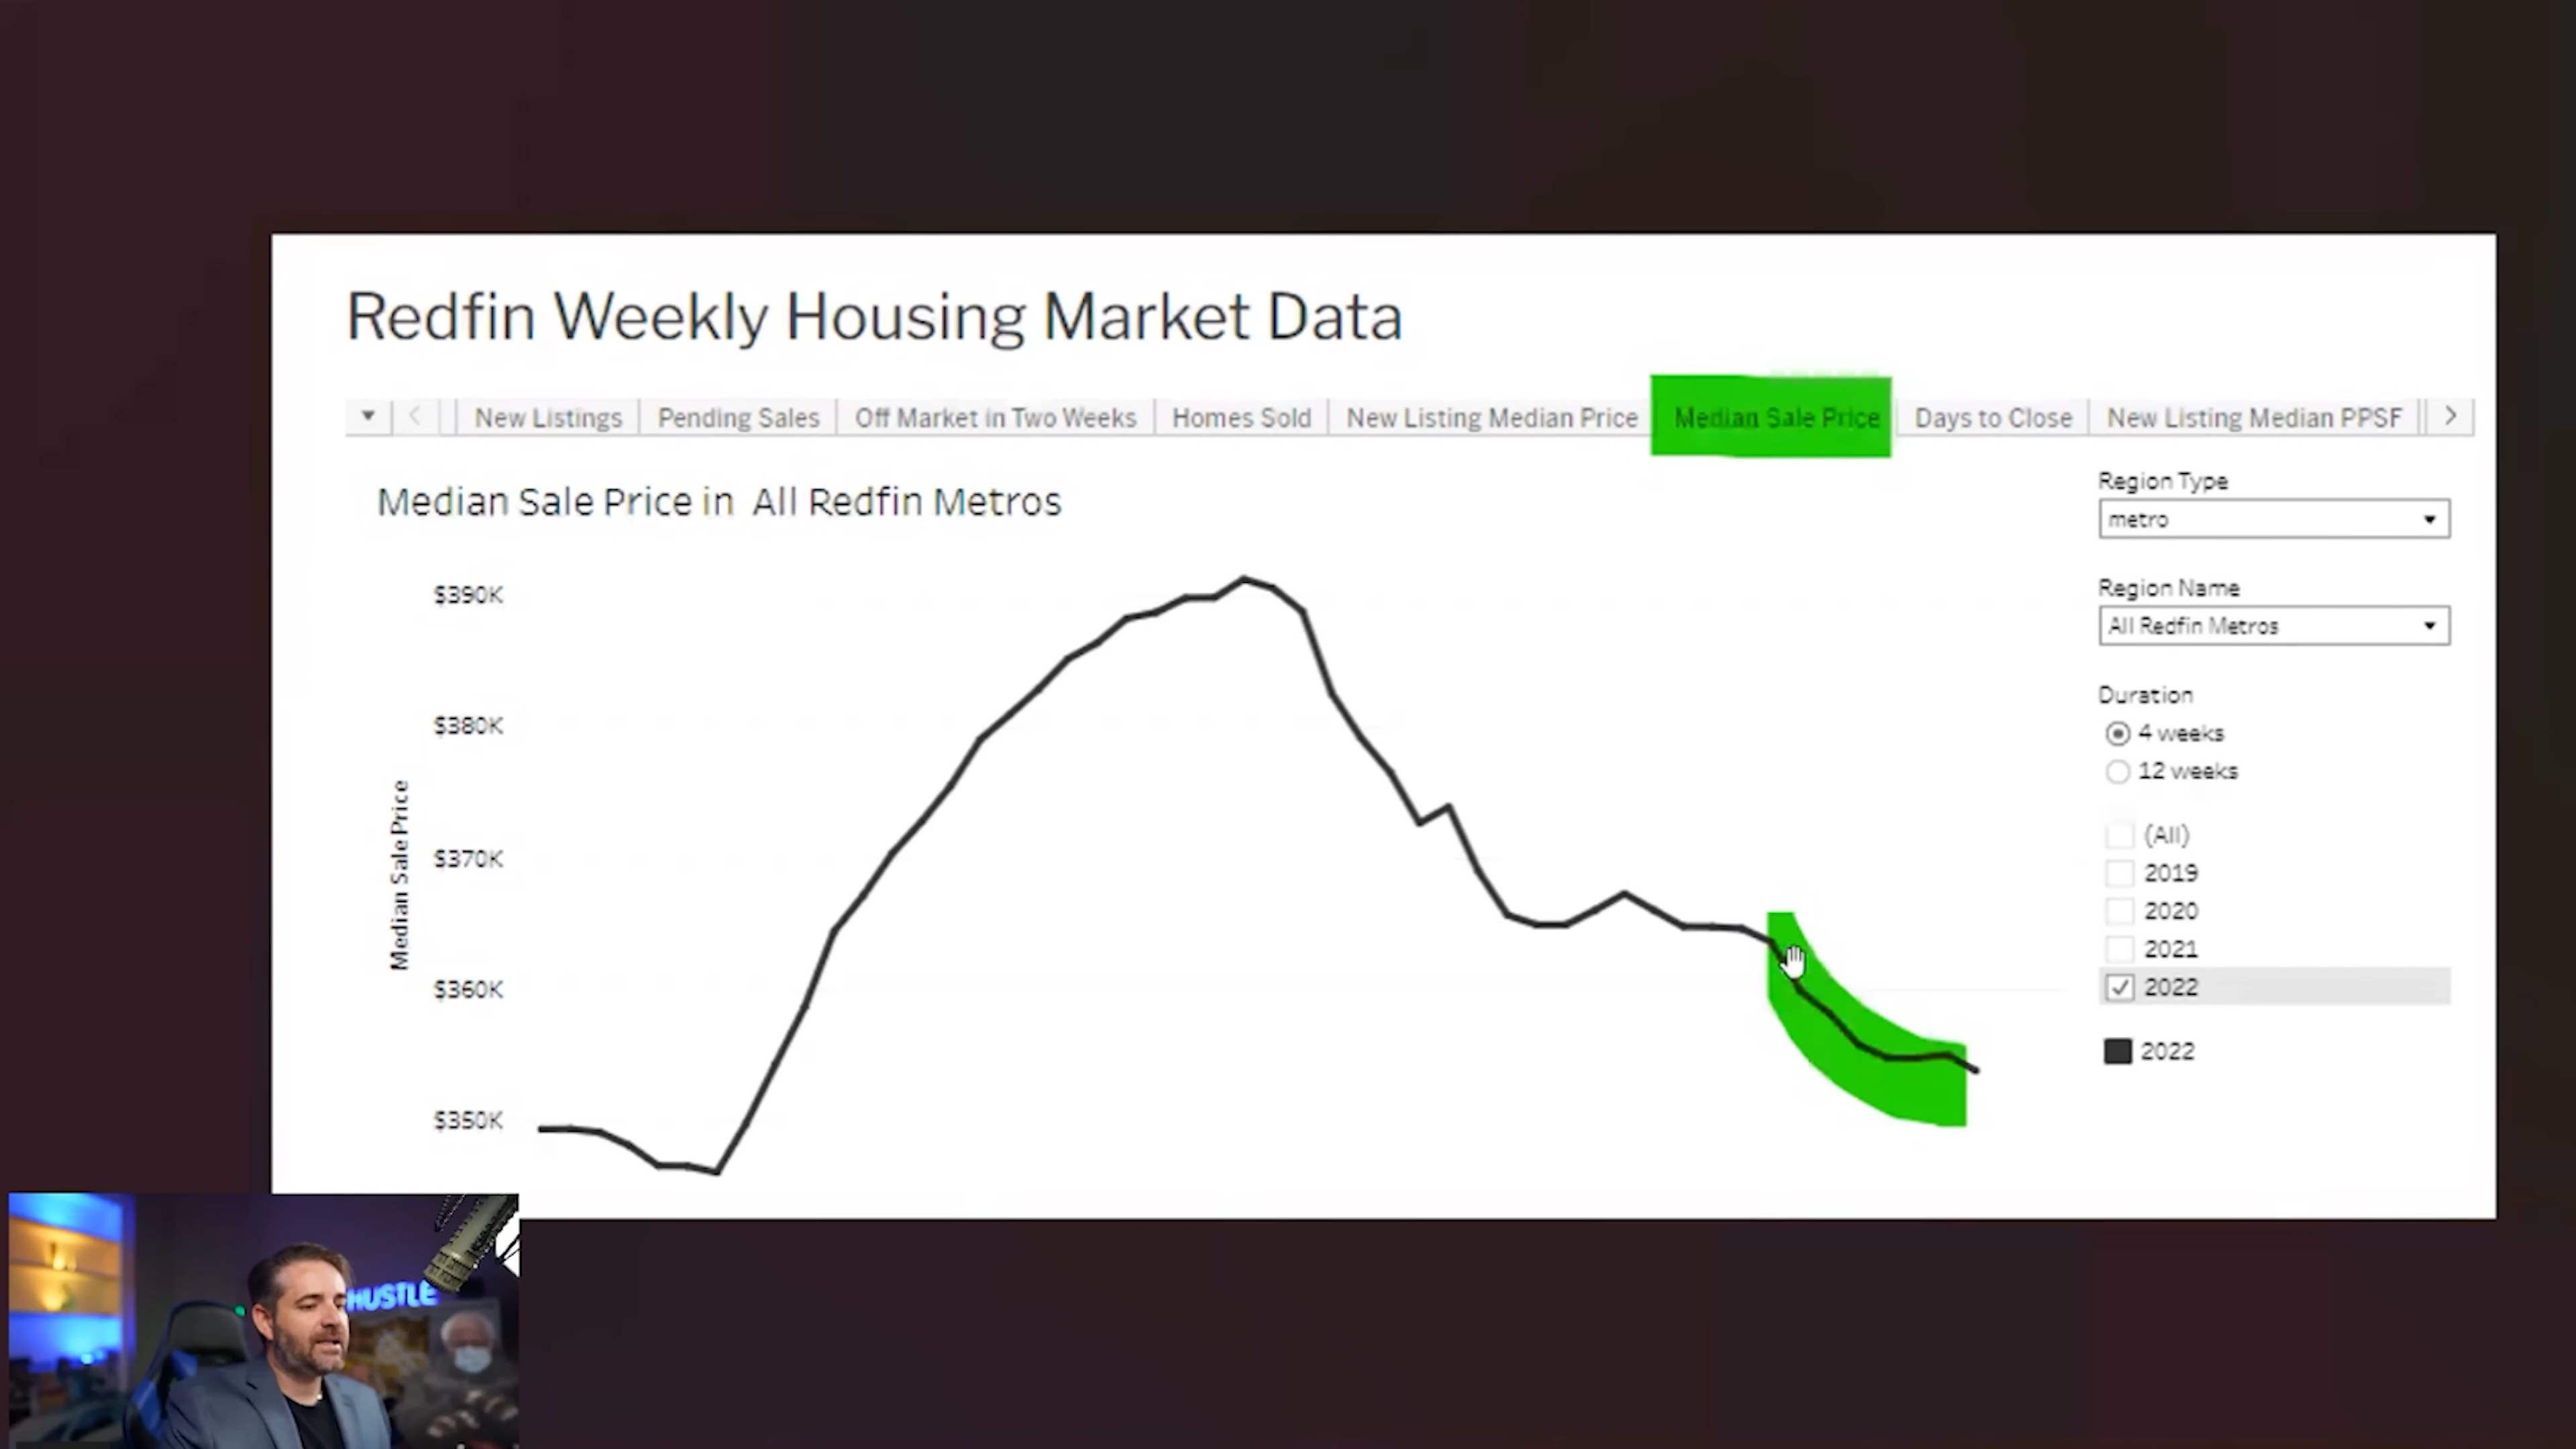 Redfin Weekly Housing Market Data
New Listings Pending Sales Off Market in Two Weeks Homes Sold New Listing Median Price Median Sale Price Days to Close New Listing Median PPSF
Median Sale Price in All Redfin Metros
Region Type
metro
Region Name
All Redfin Metros
Duration
4 weeks
12 weeks
(All)
2019
2020
2021
2022
2022
Median Sale Price
$390K
$380K
$370K
$360K
$350K
HUSTLE